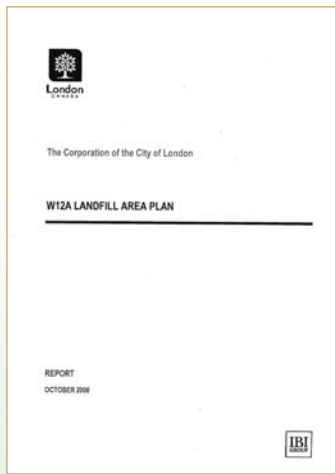 London
CANADA
The Corporation of the City of London
W12A LANDFILL AREA PLAN
REPORT
OCTOBER 2008
IBI
GROUP